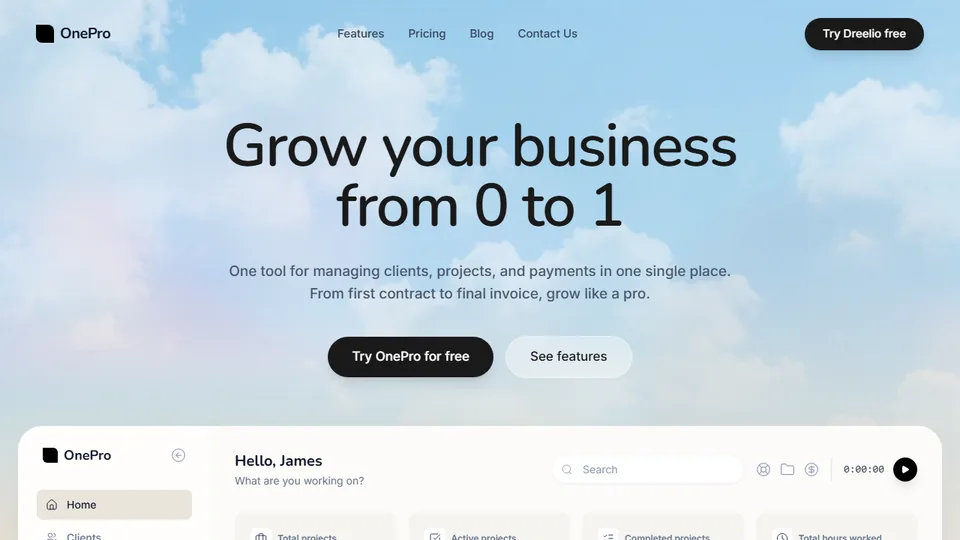 OnePro
Features
Pricing
Blog
Contact Us
Try Dreelio free
Grow your business
from 0 to 1
One tool for managing clients, projects, and payments in one single place.
From first contract to final invoice, grow like a pro.
Try OnePro for free
See features
OnePro
Hello, James
What are you working on?
Search
0:00:00
Home
Clients
Total projects
Active projects
Completed projects
Total hours worked